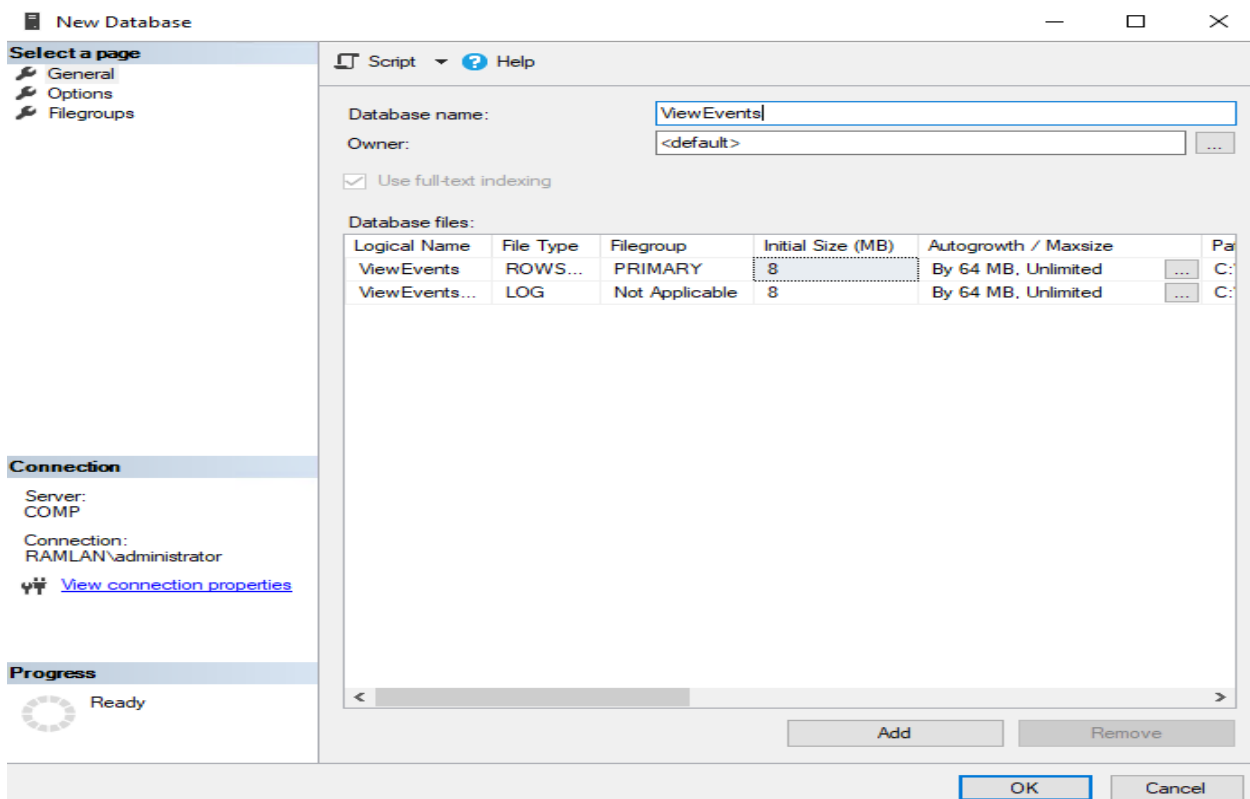 New Database
Select a page
General
Options
Filegroups
Script
Help
Database name:
ViewEvents
Owner:
<default>
...
Use full-text indexing
Database files:
Logical Name File Type Filegroup Initial Size (MB) Autogrowth / Maxsize Pa
ViewEvents ROWS... PRIMARY 8 By 64 MB, Unlimited ... C:
ViewEvents... LOG Not Applicable 8 By 64 MB, Unlimited ... C:
Connection
Server:
COMP
Connection:
RAMLAN\administrator
View connection properties
Progress
Ready
Add
Remove
OK
Cancel